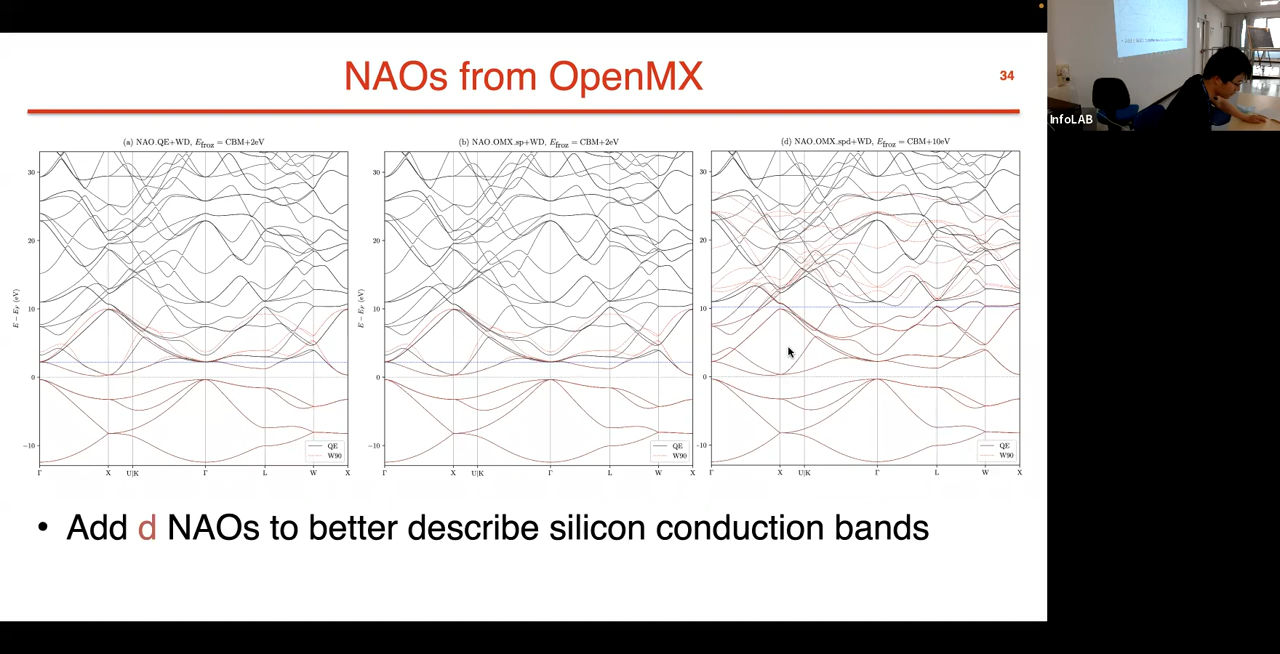 NAOs from OpenMX
34
(a) NAO.QE+WD, E_froz = CBM+2eV
(b) NAO.OMX.sp+WD, E_froz = CBM+2eV
(d) NAO.OMX.spd+WD, E_froz = CBM+10eV
E − E_F (eV)
30
20
10
0
−10
Γ X U|K Γ L W X
QE
W90
E − E_F (eV)
30
20
10
0
−10
Γ X U|K Γ L W X
QE
W90
30
20
10
0
−10
Γ X U|K Γ L W X
QE
W90
• Add d NAOs to better describe silicon conduction bands
InfoLAB